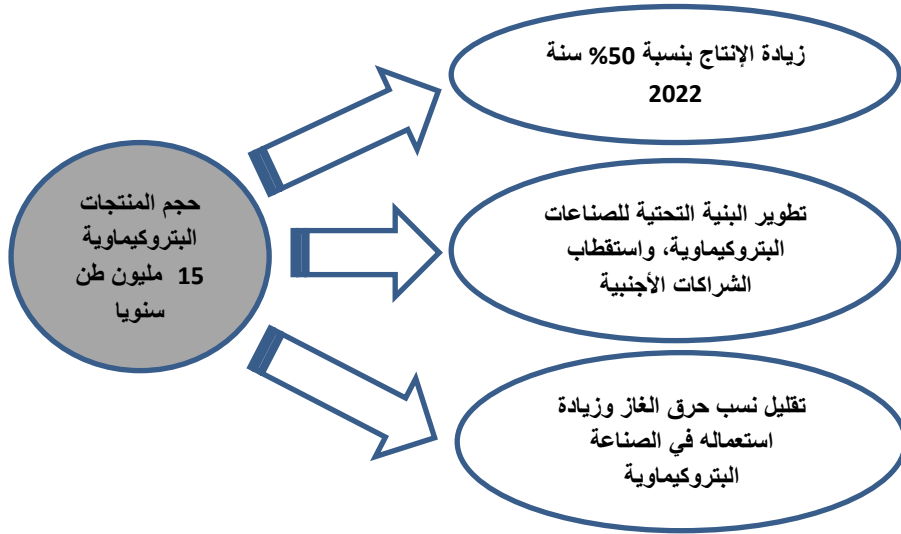 زيادة الإنتاج بنسبة 50% سنة
2022
حجم المنتجات
البتروكيماوية
15 مليون طن
سنويا
تطوير البنية التحتية للصناعات
البتروكيماوية، واستقطاب
الشراكات الأجنبية
تقليل نسب حرق الغاز وزيادة
استعماله في الصناعة
البتروكيماوية